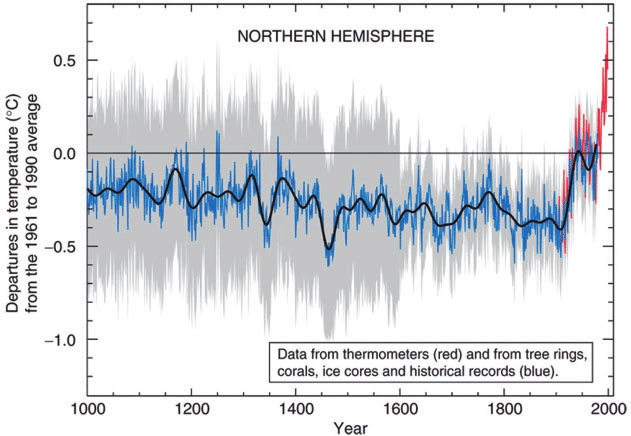 NORTHERN HEMISPHERE
Departures in temperature (°C)
from the 1961 to 1990 average
0.5
0.0
−0.5
−1.0
Data from thermometers (red) and from tree rings,
corals, ice cores and historical records (blue).
1000
1200
1400
1600
1800
2000
Year